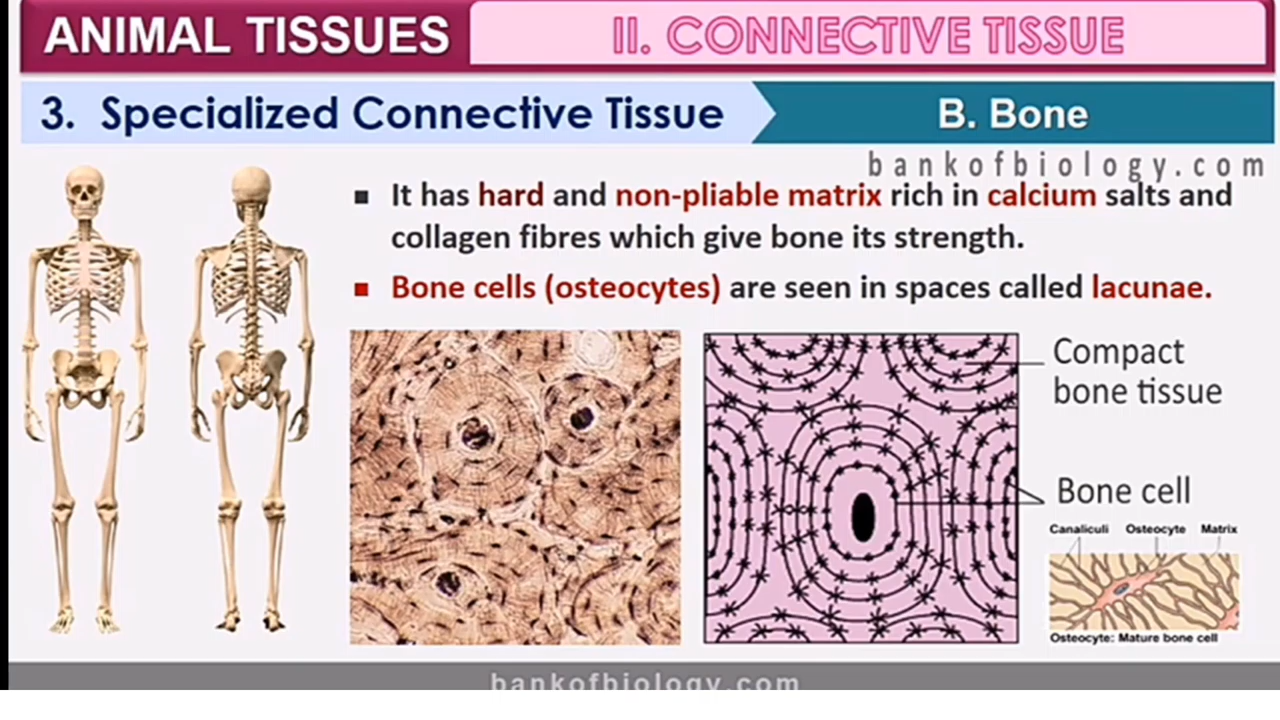 ANIMAL TISSUES
II. CONNECTIVE TISSUE
3. Specialized Connective Tissue
B. Bone
bankofbiology.com
▪ It has hard and non-pliable matrix rich in calcium salts and
collagen fibres which give bone its strength.
▪ Bone cells (osteocytes) are seen in spaces called lacunae.
Compact
bone tissue
Bone cell
Canaliculi Osteocyte Matrix
Osteocyte: Mature bone cell
bankofbiology.com